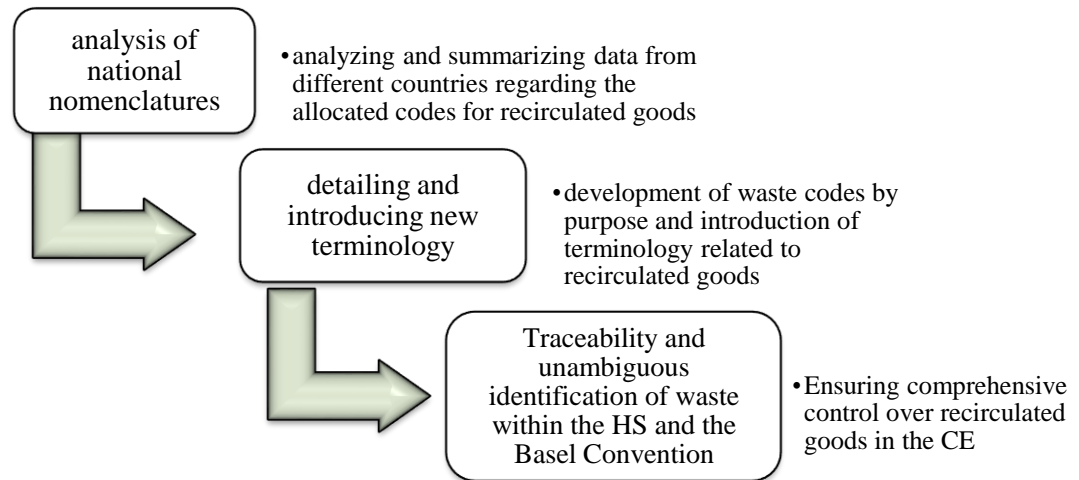 analysis of
national
nomenclatures
•analyzing and summarizing data from
different countries regarding the
allocated codes for recirculated goods
detailing and
introducing new
terminology
•development of waste codes by
purpose and introduction of
terminology related to
recirculated goods
Traceability and
unambiguous
identification of waste
within the HS and the
Basel Convention
•Ensuring comprehensive
control over recirculated
goods in the CE